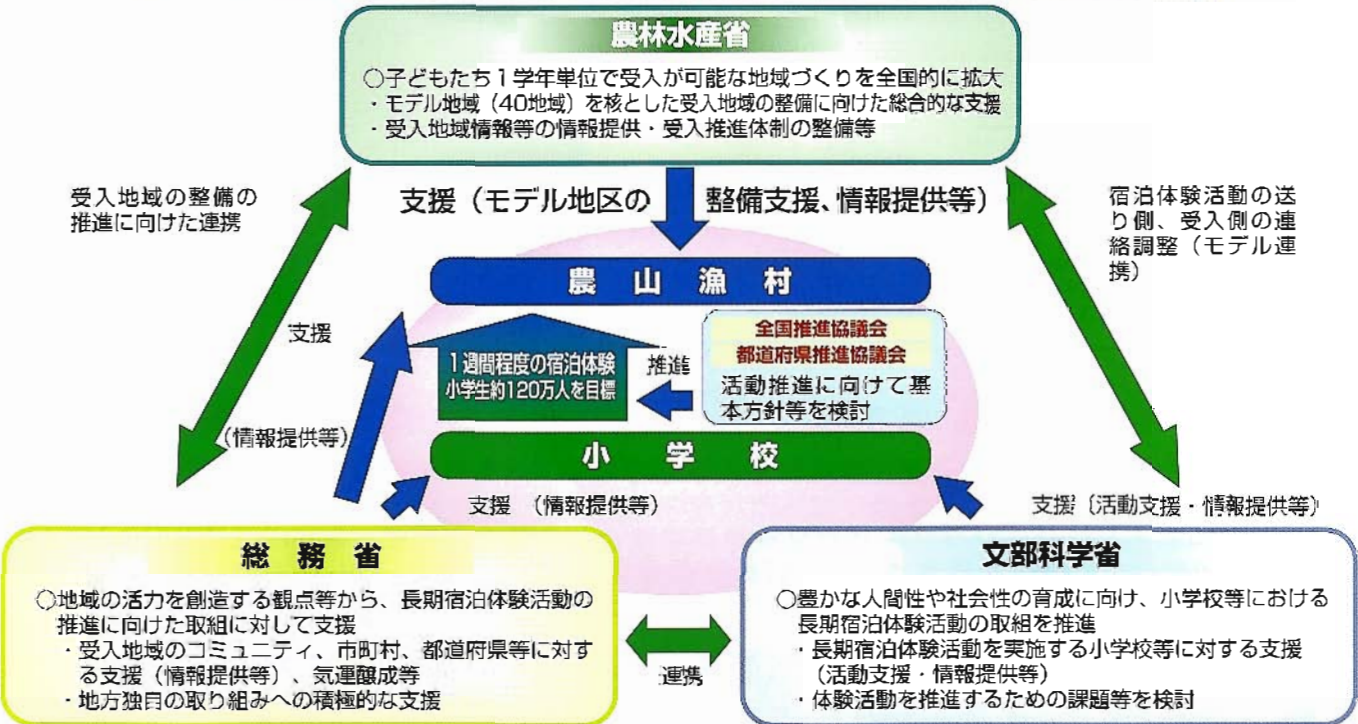 農林水産省
○子どもたち1学年単位で受入が可能な地域づくりを全国的に拡大
・モデル地域（40地域）を核とした受入地域の整備に向けた総合的な支援
・受入地域情報等の情報提供・受入推進体制の整備等
受入地域の整備の
推進に向けた連携
支援（モデル地区の 整備支援、情報提供等）
宿泊体験活動の送
り側、受入側の連
絡調整（モデル連
携）
農山漁村
支援
1週間程度の宿泊体験
小学生約120万人を目標
推進
全国推進協議会
都道府県推進協議会
活動推進に向けて基
本方針等を検討
（情報提供等）
小学校
支援（情報提供等）
支援（活動支援・情報提供等）
総務省
○地域の活力を創造する観点等から、長期宿泊体験活動の
推進に向けた取組に対して支援
・受入地域のコミュニティ、市町村、都道府県等に対す
る支援（情報提供等）、気運醸成等
・地方独目の取り組みへの積極的な支援
連携
文部科学省
○豊かな人間性や社会性の育成に向け、小学校等における
長期宿泊体験活動の取組を推進
・長期宿泊体験活動を実施する小学校等に対する支援
（活動支援・情報提供等）
・体験活動を推進するための課題等を検討